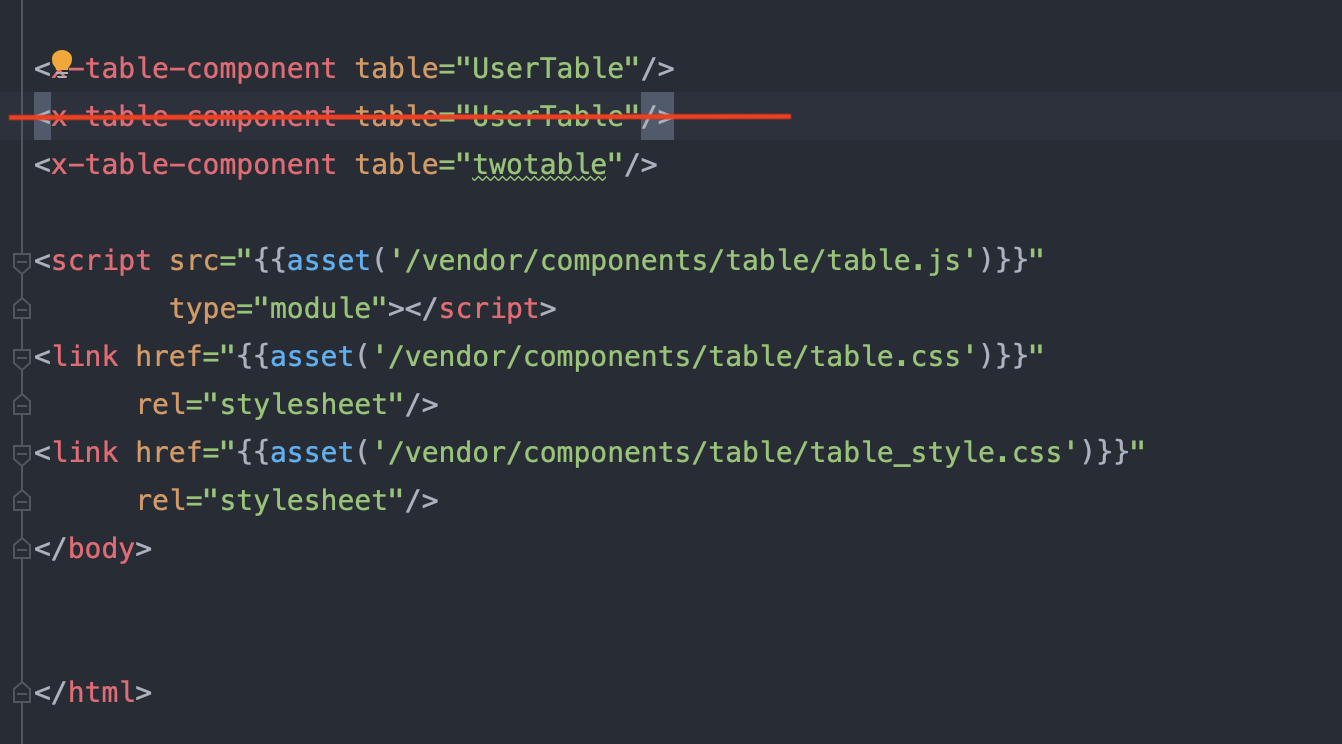 <x-table-component table="UserTable"/>
<x-table-component table="UserTable"/>
<x-table-component table="twotable"/>
<script src="{{asset('/vendor/components/table/table.js')}}"
type="module"></script>
<link href="{{asset('/vendor/components/table/table.css')}}"
rel="stylesheet"/>
<link href="{{asset('/vendor/components/table/table_style.css')}}"
rel="stylesheet"/>
</body>
</html>